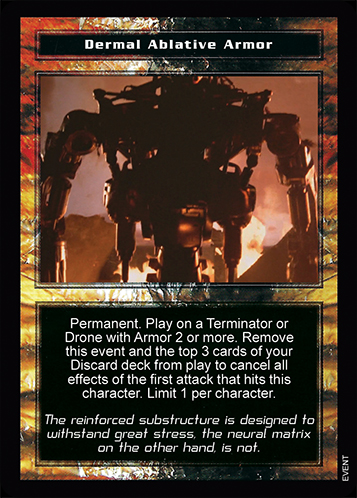 Dermal Ablative Armor
Permanent. Play on a Terminator or
Drone with Armor 2 or more. Remove
this event and the top 3 cards of your
Discard deck from play to cancel all
effects of the first attack that hits this
character. Limit 1 per character.
The reinforced substructure is designed to
withstand great stress, the neural matrix
on the other hand, is not.
EVENT